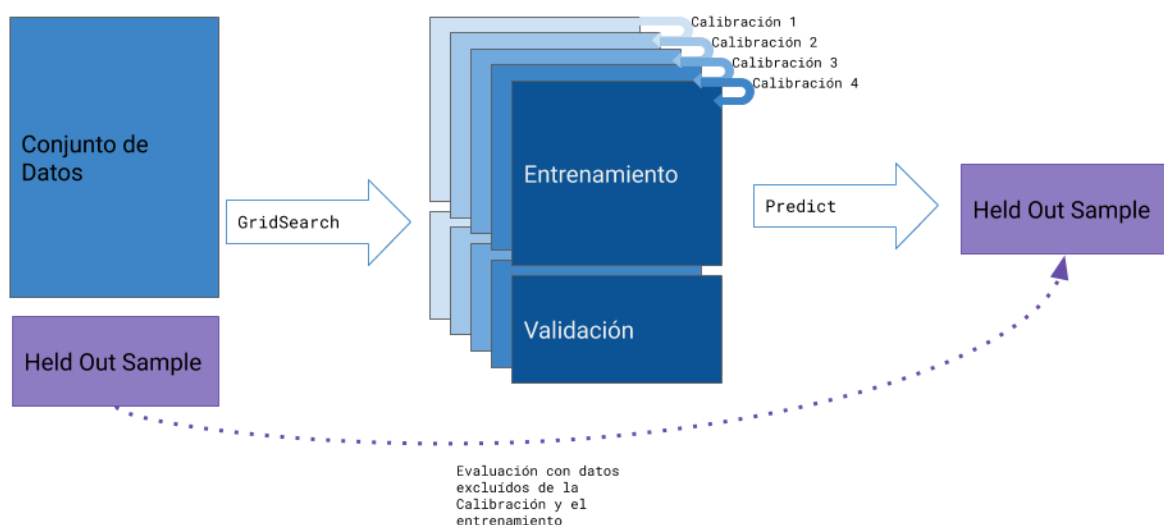 Calibración 1
Calibración 2
Calibración 3
Calibración 4
Conjunto de
Datos
GridSearch
Entrenamiento
Predict
Held Out Sample
Validación
Held Out Sample
Evaluación con datos
excluídos de la
Calibración y el
entrenamiento